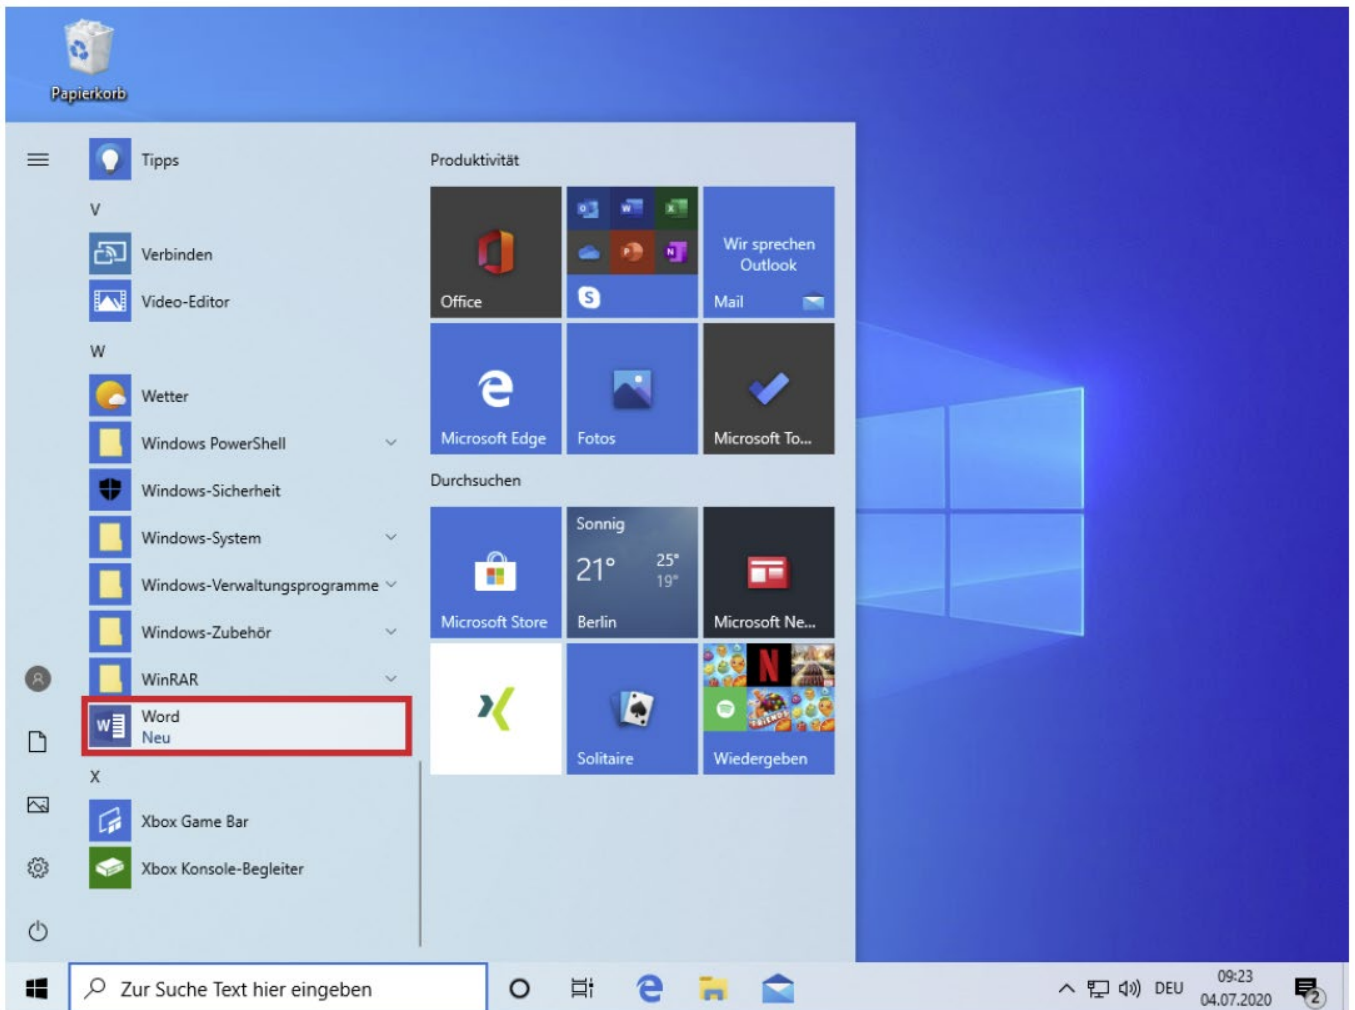 Papierkorb
Tipps
V
Verbinden
Video-Editor
W
Wetter
Windows PowerShell
Windows-Sicherheit
Windows-System
Windows-Verwaltungsprogramme
Windows-Zubehör
WinRAR
Word
Neu
X
Xbox Game Bar
Xbox Konsole-Begleiter
Produktivität
Office
Wir sprechen
Outlook
Mail
Microsoft Edge
Fotos
Microsoft To...
Durchsuchen
Microsoft Store
Sonnig
21° 25°
19°
Berlin
Microsoft Ne...
Solitaire
Wiedergeben
Zur Suche Text hier eingeben
DEU
09:23
04.07.2020
2